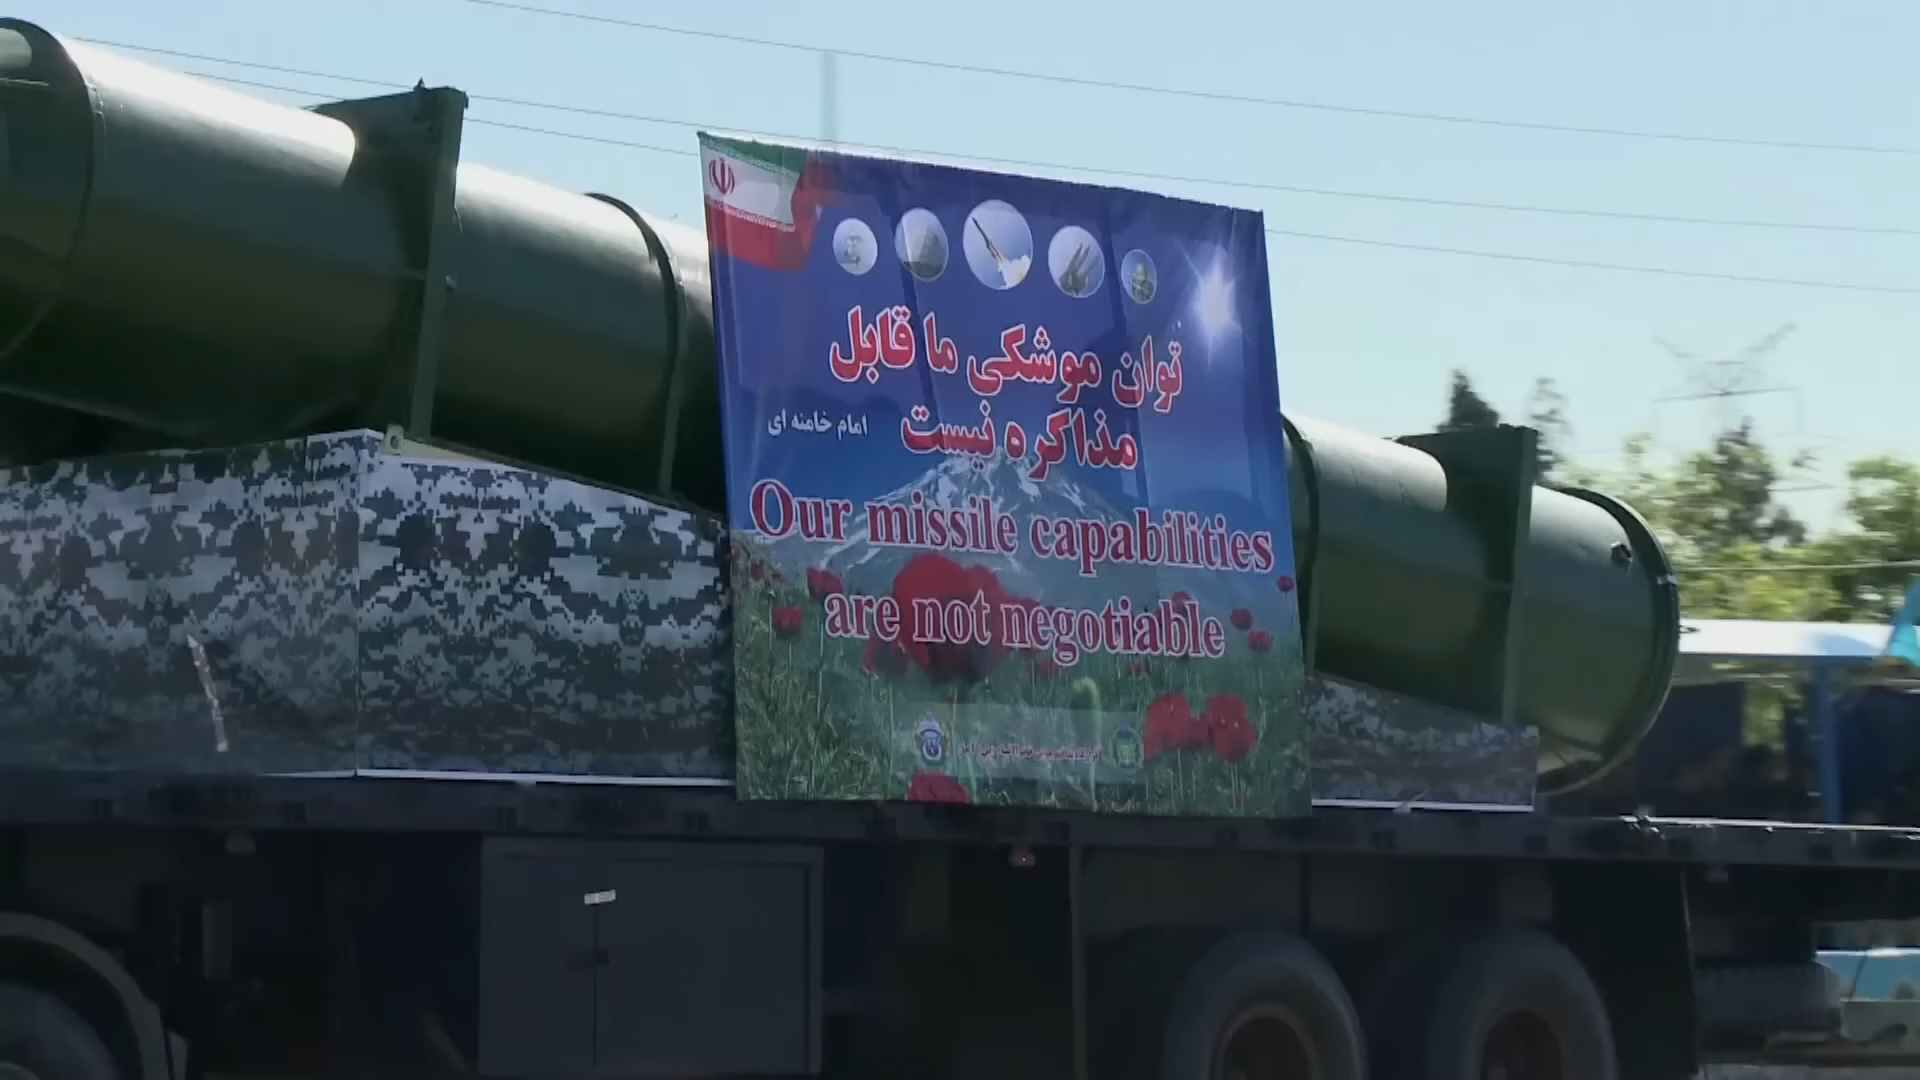 توان موشکی ما قابل
مذاکره نیست
امام خامنه ای
Our missile capabilities
are not negotiable